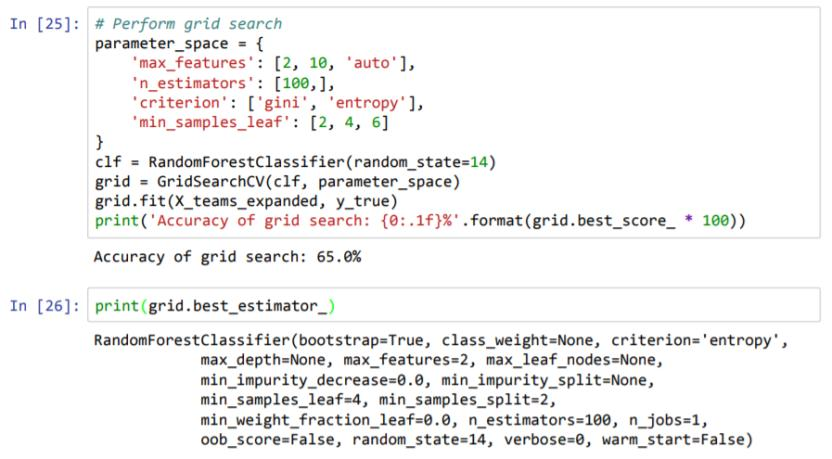 In [25]: # Perform grid search
parameter_space = {
'max_features': [2, 10, 'auto'],
'n_estimators': [100,],
'criterion': ['gini', 'entropy'],
'min_samples_leaf': [2, 4, 6]
}
clf = RandomForestClassifier(random_state=14)
grid = GridSearchCV(clf, parameter_space)
grid.fit(X_teams_expanded, y_true)
print('Accuracy of grid search: {0:.1f}%'.format(grid.best_score_ * 100))
Accuracy of grid search: 65.0%
In [26]: print(grid.best_estimator_)
RandomForestClassifier(bootstrap=True, class_weight=None, criterion='entropy',
max_depth=None, max_features=2, max_leaf_nodes=None,
min_impurity_decrease=0.0, min_impurity_split=None,
min_samples_leaf=4, min_samples_split=2,
min_weight_fraction_leaf=0.0, n_estimators=100, n_jobs=1,
oob_score=False, random_state=14, verbose=0, warm_start=False)